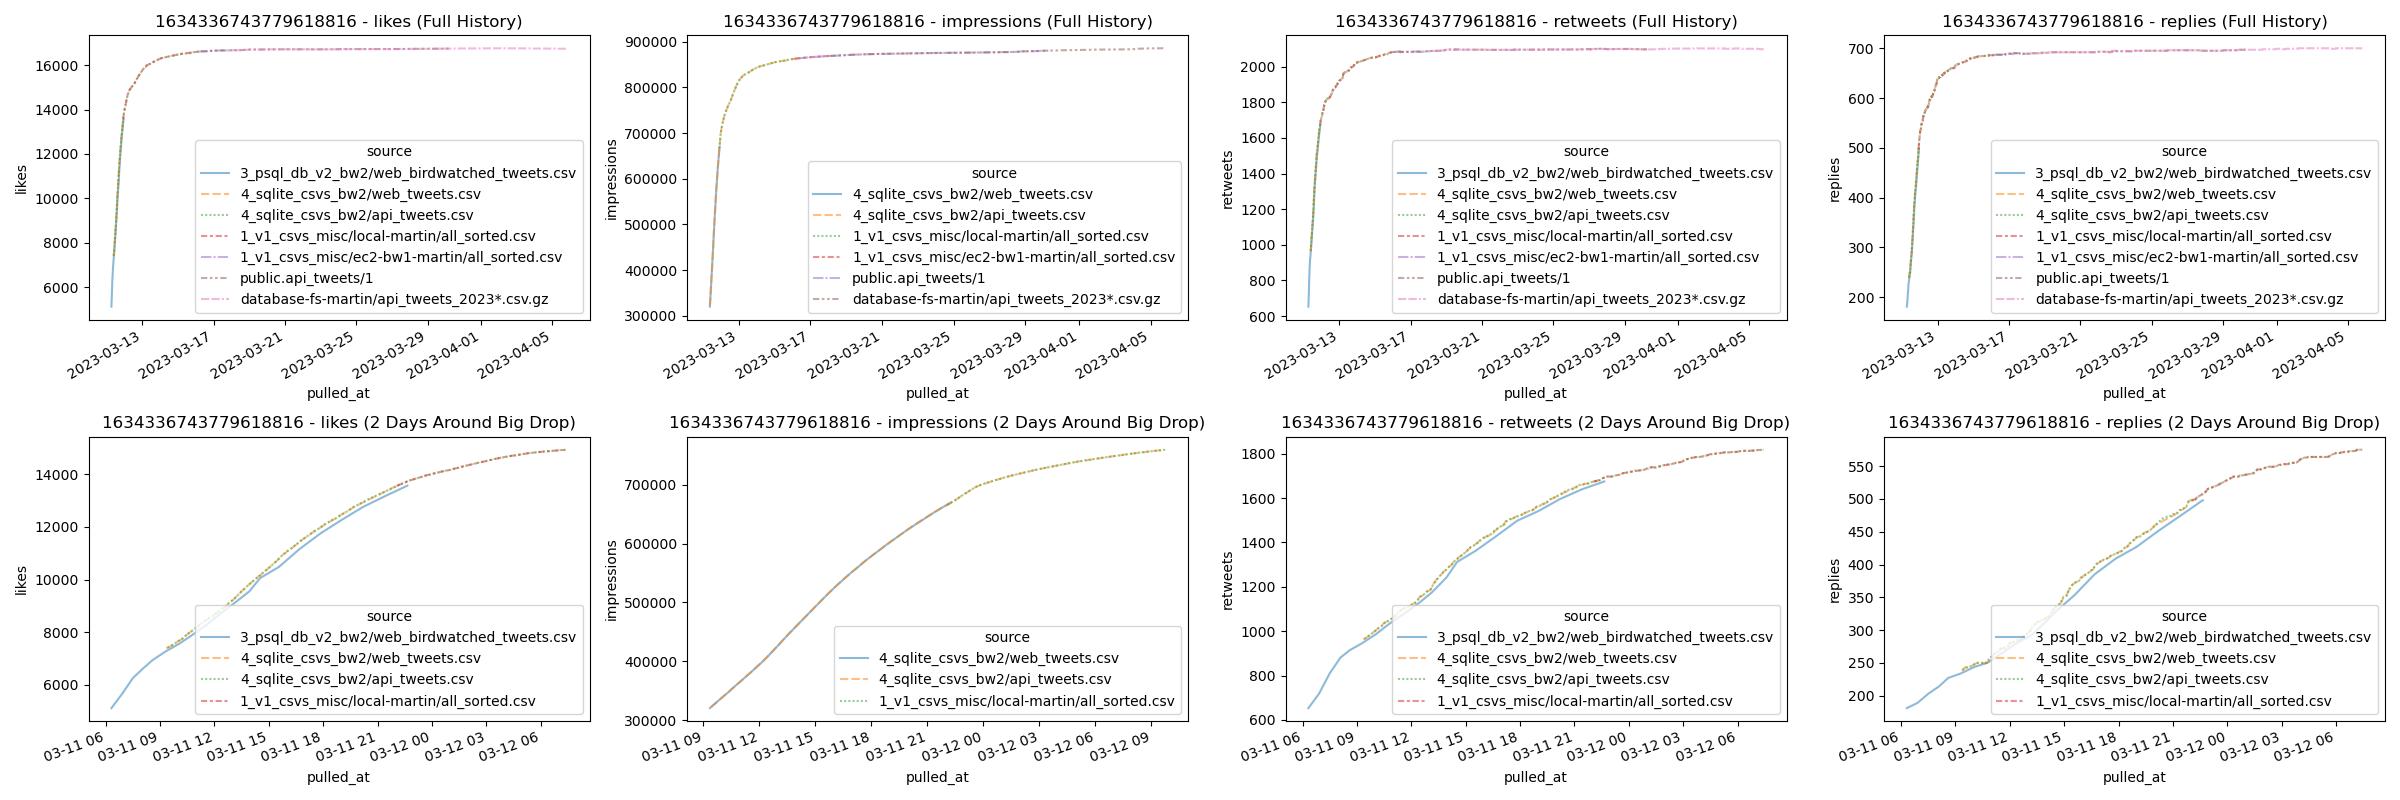 1634336743779618816 - likes (Full History)
likes
16000
14000
12000
10000
8000
6000
source
3_psql_db_v2_bw2/web_birdwatched_tweets.csv
4_sqlite_csvs_bw2/web_tweets.csv
4_sqlite_csvs_bw2/api_tweets.csv
1_v1_csvs_misc/local-martin/all_sorted.csv
1_v1_csvs_misc/ec2-bw1-martin/all_sorted.csv
public.api_tweets/1
database-fs-martin/api_tweets_2023*.csv.gz
2023-03-13 2023-03-17 2023-03-21 2023-03-25 2023-03-29 2023-04-01 2023-04-05
pulled_at
1634336743779618816 - impressions (Full History)
impressions
900000
800000
700000
600000
500000
400000
300000
source
4_sqlite_csvs_bw2/web_tweets.csv
4_sqlite_csvs_bw2/api_tweets.csv
1_v1_csvs_misc/local-martin/all_sorted.csv
1_v1_csvs_misc/ec2-bw1-martin/all_sorted.csv
public.api_tweets/1
database-fs-martin/api_tweets_2023*.csv.gz
2023-03-13 2023-03-17 2023-03-21 2023-03-25 2023-03-29 2023-04-01 2023-04-05
pulled_at
1634336743779618816 - retweets (Full History)
retweets
2000
1800
1600
1400
1200
1000
800
600
source
3_psql_db_v2_bw2/web_birdwatched_tweets.csv
4_sqlite_csvs_bw2/web_tweets.csv
4_sqlite_csvs_bw2/api_tweets.csv
1_v1_csvs_misc/local-martin/all_sorted.csv
1_v1_csvs_misc/ec2-bw1-martin/all_sorted.csv
public.api_tweets/1
database-fs-martin/api_tweets_2023*.csv.gz
2023-03-13 2023-03-17 2023-03-21 2023-03-25 2023-03-29 2023-04-01 2023-04-05
pulled_at
1634336743779618816 - replies (Full History)
replies
700
600
500
400
300
200
source
3_psql_db_v2_bw2/web_birdwatched_tweets.csv
4_sqlite_csvs_bw2/web_tweets.csv
4_sqlite_csvs_bw2/api_tweets.csv
1_v1_csvs_misc/local-martin/all_sorted.csv
1_v1_csvs_misc/ec2-bw1-martin/all_sorted.csv
public.api_tweets/1
database-fs-martin/api_tweets_2023*.csv.gz
2023-03-13 2023-03-17 2023-03-21 2023-03-25 2023-03-29 2023-04-01 2023-04-05
pulled_at
1634336743779618816 - likes (2 Days Around Big Drop)
likes
14000
12000
10000
8000
6000
source
3_psql_db_v2_bw2/web_birdwatched_tweets.csv
4_sqlite_csvs_bw2/web_tweets.csv
4_sqlite_csvs_bw2/api_tweets.csv
1_v1_csvs_misc/local-martin/all_sorted.csv
03-11 06 03-11 09 03-11 12 03-11 15 03-11 18 03-11 21 03-12 00 03-12 03 03-12 06
pulled_at
1634336743779618816 - impressions (2 Days Around Big Drop)
impressions
700000
600000
500000
400000
300000
source
4_sqlite_csvs_bw2/web_tweets.csv
4_sqlite_csvs_bw2/api_tweets.csv
1_v1_csvs_misc/local-martin/all_sorted.csv
03-11 09 03-11 12 03-11 15 03-11 18 03-11 21 03-12 00 03-12 03 03-12 06 03-12 09
pulled_at
1634336743779618816 - retweets (2 Days Around Big Drop)
retweets
1800
1600
1400
1200
1000
800
600
source
3_psql_db_v2_bw2/web_birdwatched_tweets.csv
4_sqlite_csvs_bw2/web_tweets.csv
4_sqlite_csvs_bw2/api_tweets.csv
1_v1_csvs_misc/local-martin/all_sorted.csv
03-11 06 03-11 09 03-11 12 03-11 15 03-11 18 03-11 21 03-12 00 03-12 03 03-12 06
pulled_at
1634336743779618816 - replies (2 Days Around Big Drop)
replies
550
500
450
400
350
300
250
200
source
3_psql_db_v2_bw2/web_birdwatched_tweets.csv
4_sqlite_csvs_bw2/web_tweets.csv
4_sqlite_csvs_bw2/api_tweets.csv
1_v1_csvs_misc/local-martin/all_sorted.csv
03-11 06 03-11 09 03-11 12 03-11 15 03-11 18 03-11 21 03-12 00 03-12 03 03-12 06
pulled_at